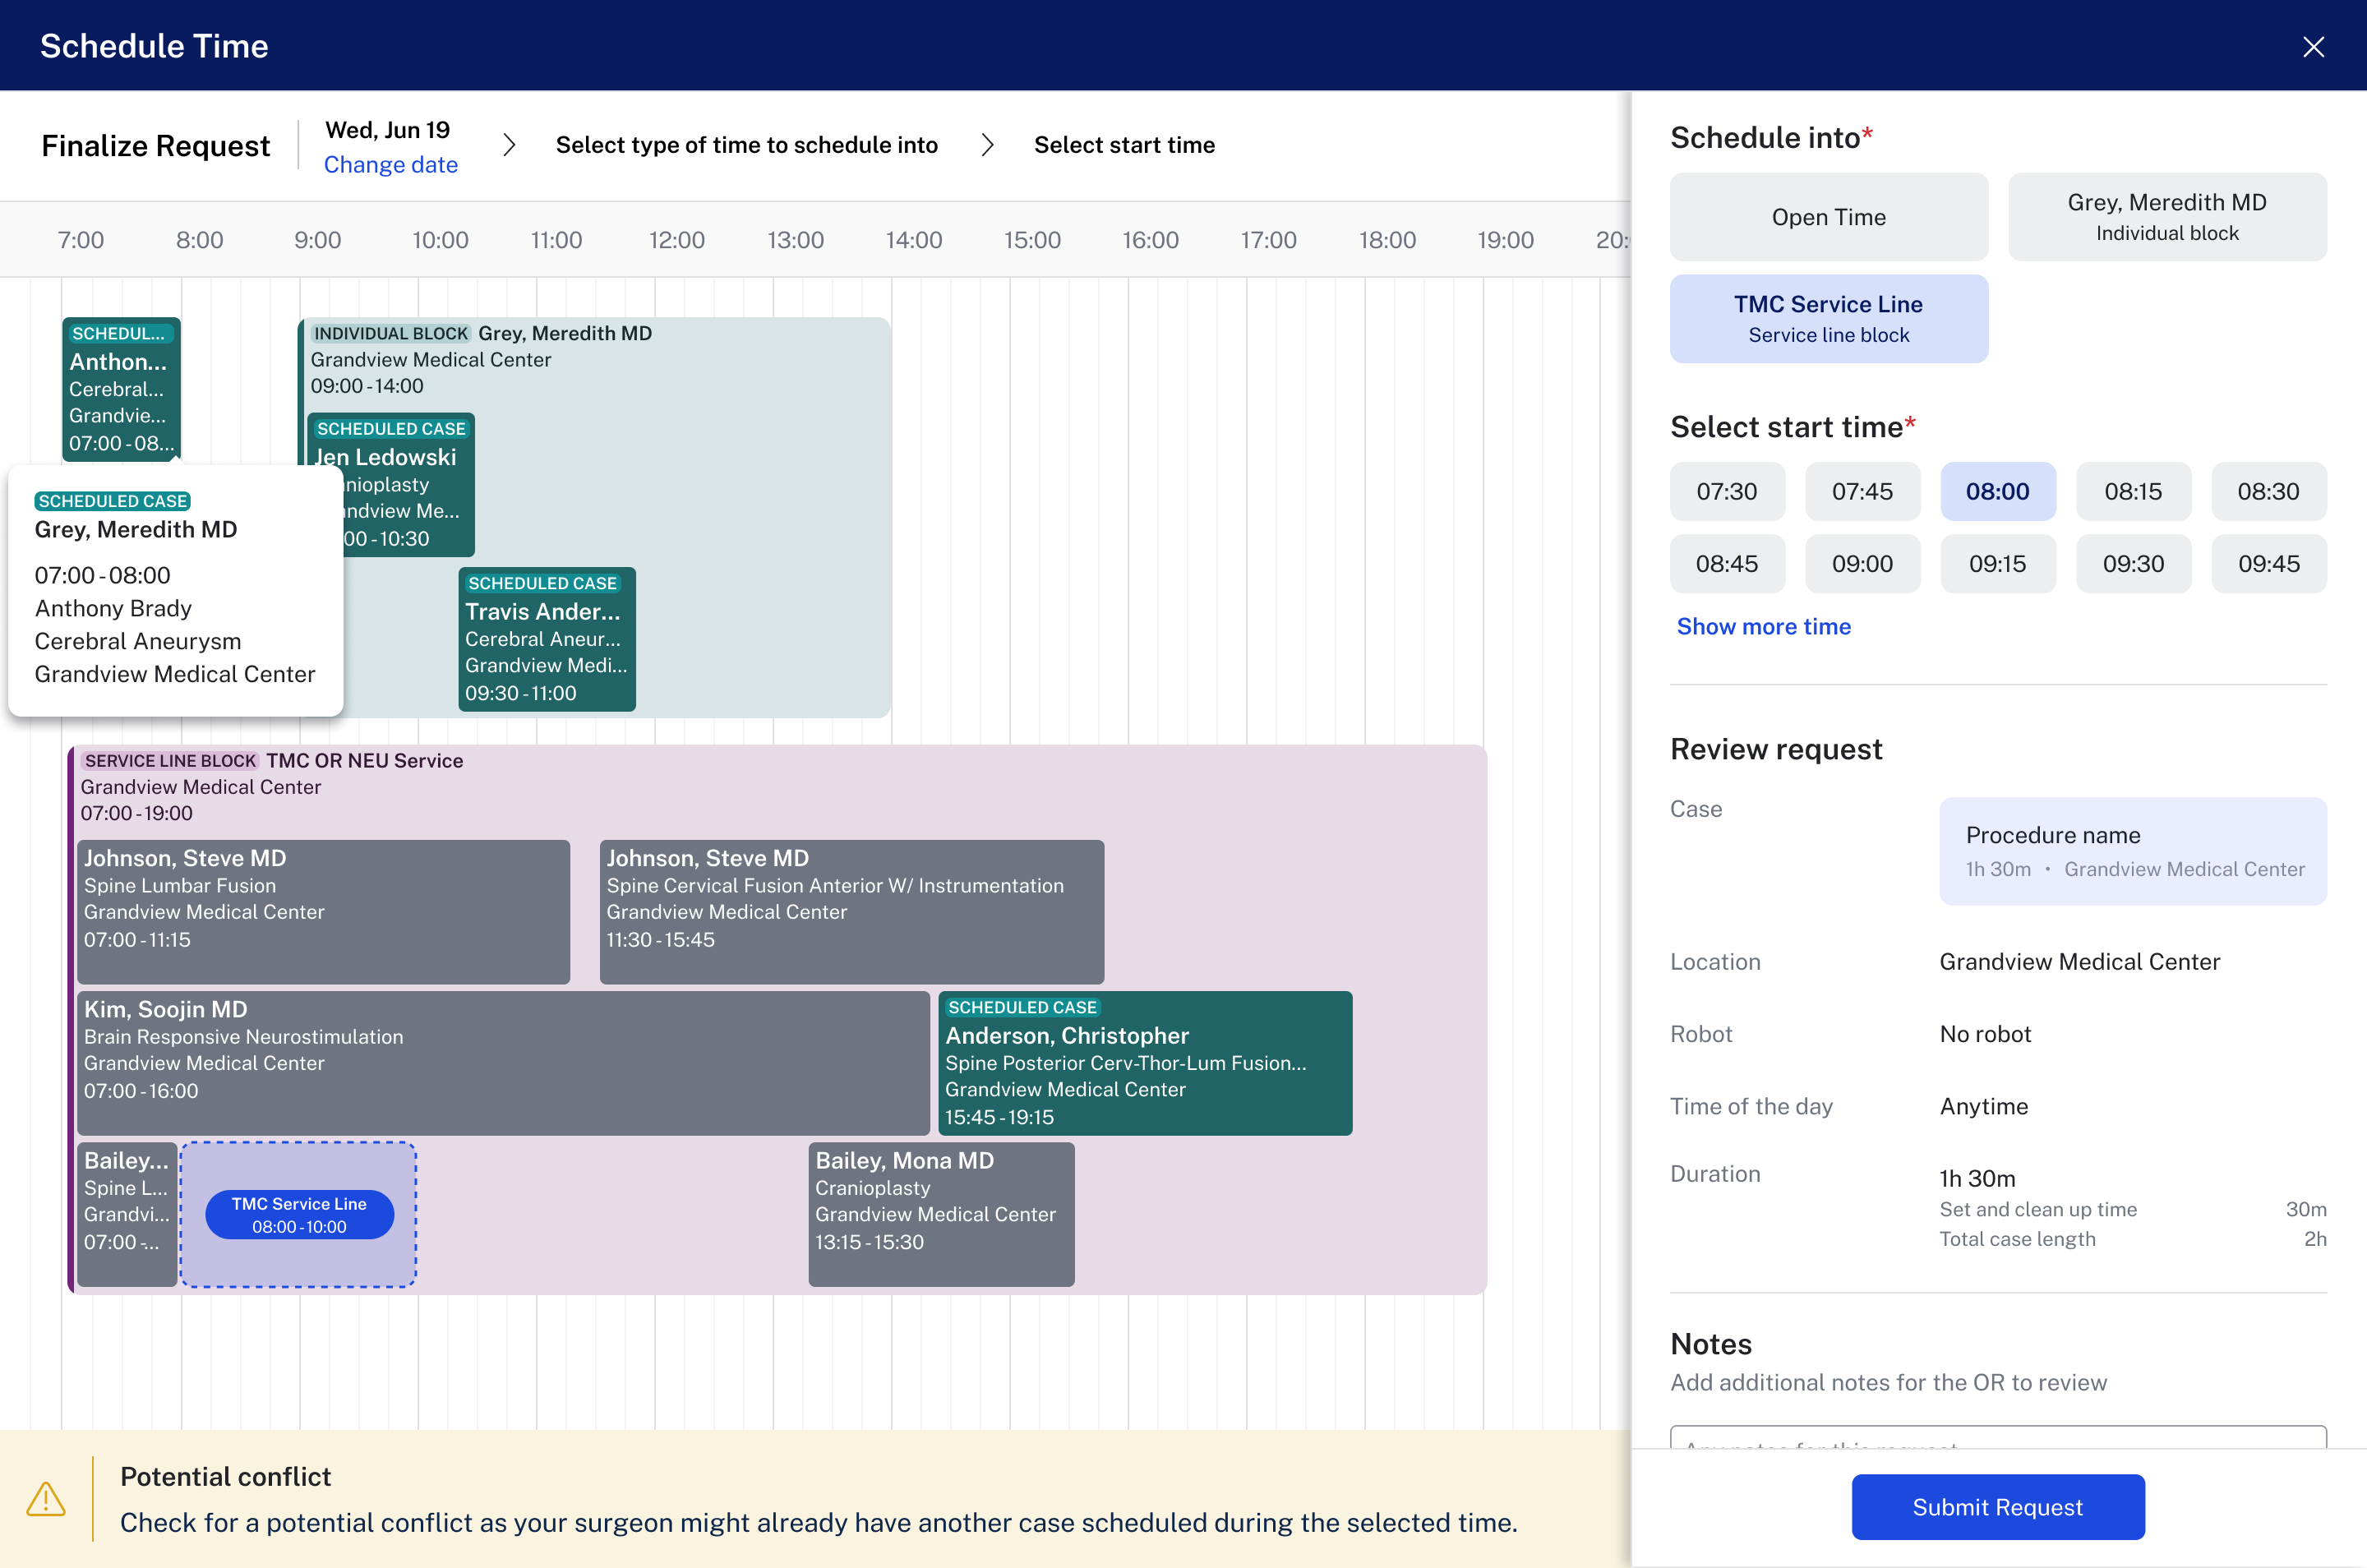 Schedule Time
Finalize Request
Wed, Jun 19
Change date
Select type of time to schedule into
Select start time
7:00 8:00 9:00 10:00 11:00 12:00 13:00 14:00 15:00 16:00 17:00 18:00 19:00 20:
SCHEDUL...
Anthon...
Cerebral...
Grandvie...
07:00 - 08...
SCHEDULED CASE
Grey, Meredith MD
07:00 - 08:00
Anthony Brady
Cerebral Aneurysm
Grandview Medical Center
INDIVIDUAL BLOCK Grey, Meredith MD
Grandview Medical Center
09:00 - 14:00
SCHEDULED CASE
Jen Ledowski
nioplasty
ndview Me...
00 - 10:30
SCHEDULED CASE
Travis Ander...
Cerebral Aneur...
Grandview Medi...
09:30 - 11:00
SERVICE LINE BLOCK TMC OR NEU Service
Grandview Medical Center
07:00 - 19:00
Johnson, Steve MD
Spine Lumbar Fusion
Grandview Medical Center
07:00 - 11:15
Johnson, Steve MD
Spine Cervical Fusion Anterior W/ Instrumentation
Grandview Medical Center
11:30 - 15:45
Kim, Soojin MD
Brain Responsive Neurostimulation
Grandview Medical Center
07:00 - 16:00
SCHEDULED CASE
Anderson, Christopher
Spine Posterior Cerv-Thor-Lum Fusion...
Grandview Medical Center
15:45 - 19:15
Bailey...
Spine L...
Grandvi...
07:00 -...
TMC Service Line
08:00 - 10:00
Bailey, Mona MD
Cranioplasty
Grandview Medical Center
13:15 - 15:30
Potential conflict
Check for a potential conflict as your surgeon might already have another case scheduled during the selected time.
Schedule into*
Open Time
Grey, Meredith MD
Individual block
TMC Service Line
Service line block
Select start time*
07:30 07:45 08:00 08:15 08:30
08:45 09:00 09:15 09:30 09:45
Show more time
Review request
Case
Procedure name
1h 30m • Grandview Medical Center
Location Grandview Medical Center
Robot No robot
Time of the day Anytime
Duration 1h 30m
Set and clean up time 30m
Total case length 2h
Notes
Add additional notes for the OR to review
Any notes for this request
Submit Request